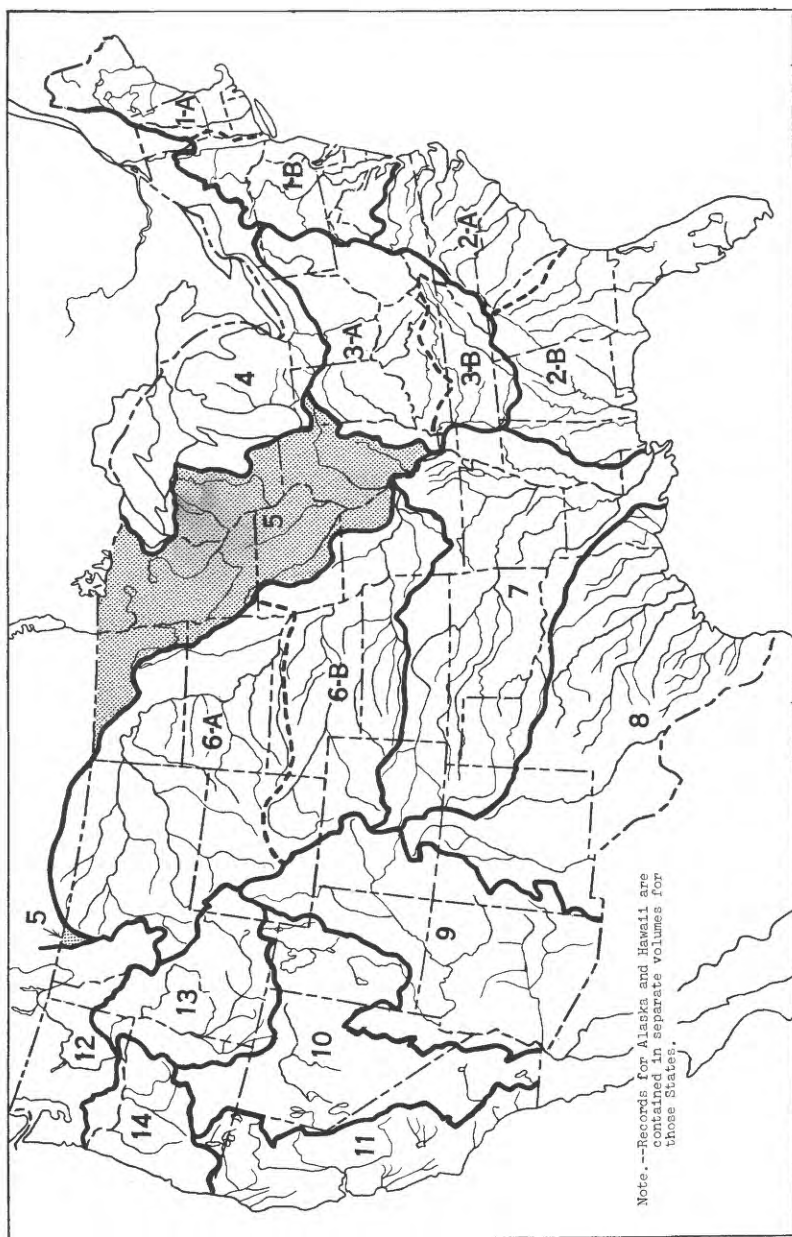 5
12
13
14
10
11
9
6-A
6-B
5
4
7
8
3-A
3-B
1-A
1-B
2-A
2-B
Note.--Records for Alaska and Hawaii are
contained in separate volumes for
those States.